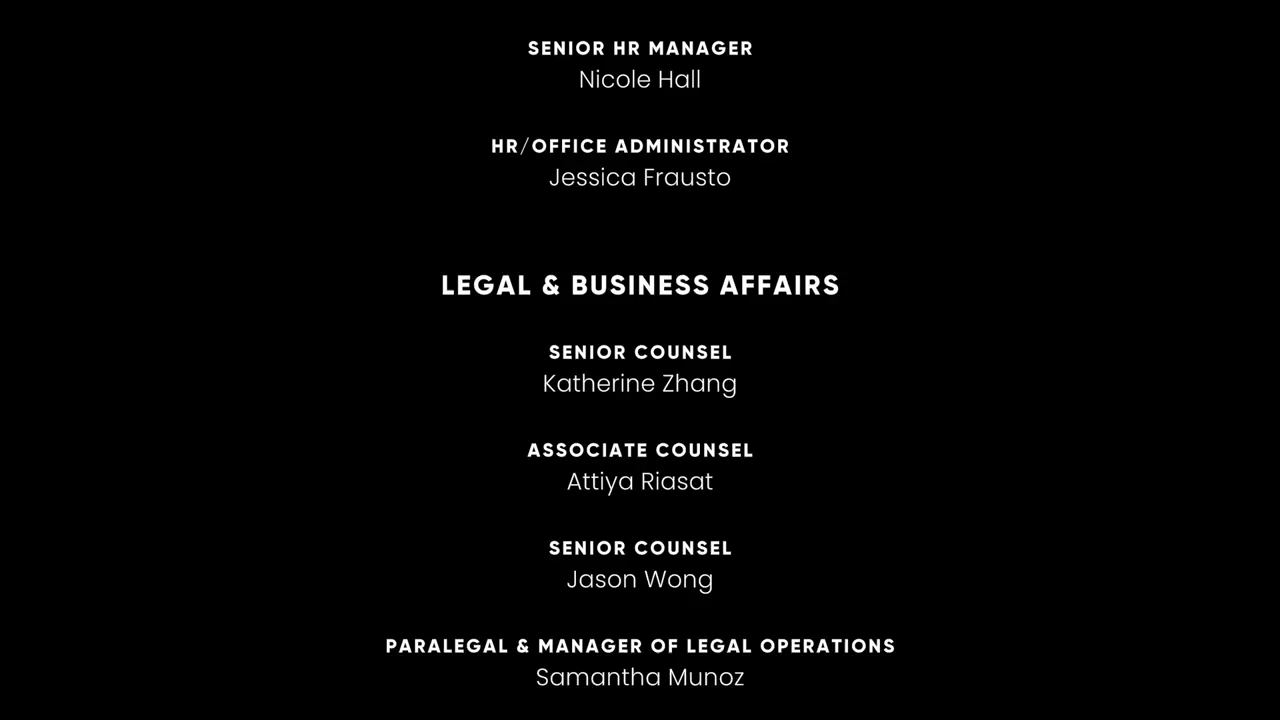 SENIOR HR MANAGER
Nicole Hall
HR/OFFICE ADMINISTRATOR
Jessica Frausto
LEGAL & BUSINESS AFFAIRS
SENIOR COUNSEL
Katherine Zhang
ASSOCIATE COUNSEL
Attiya Riasat
SENIOR COUNSEL
Jason Wong
PARALEGAL & MANAGER OF LEGAL OPERATIONS
Samantha Munoz